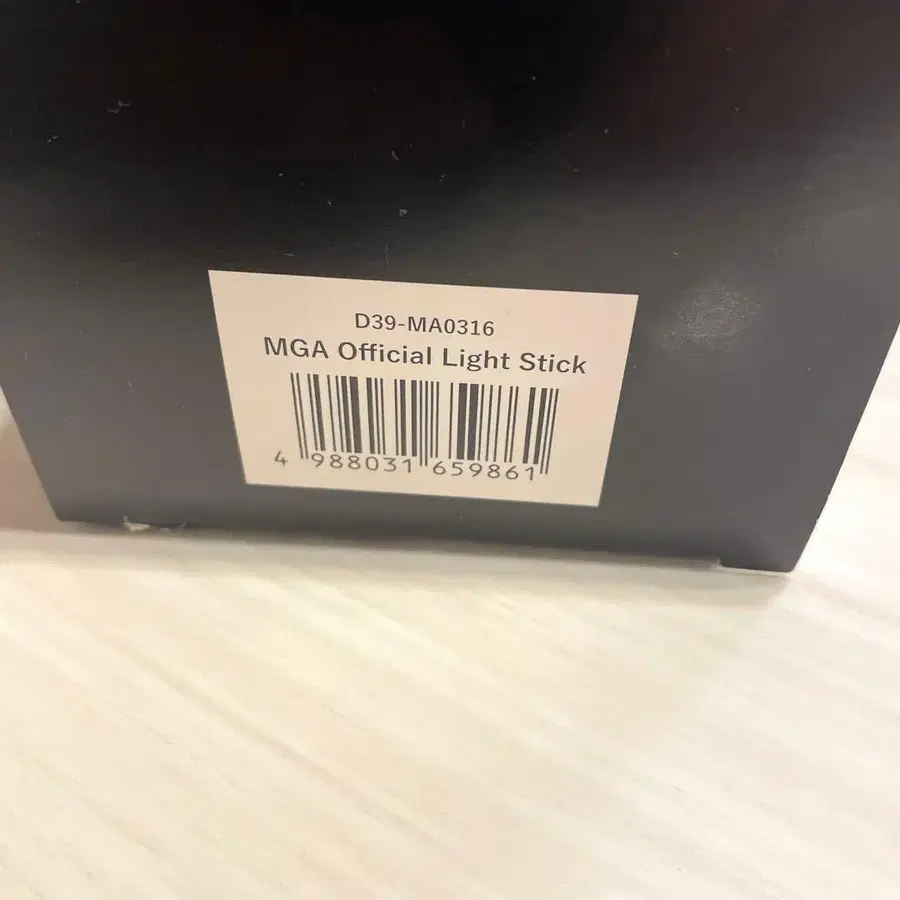 D39-MA0316
MGA Official Light Stick
4 988031 659861